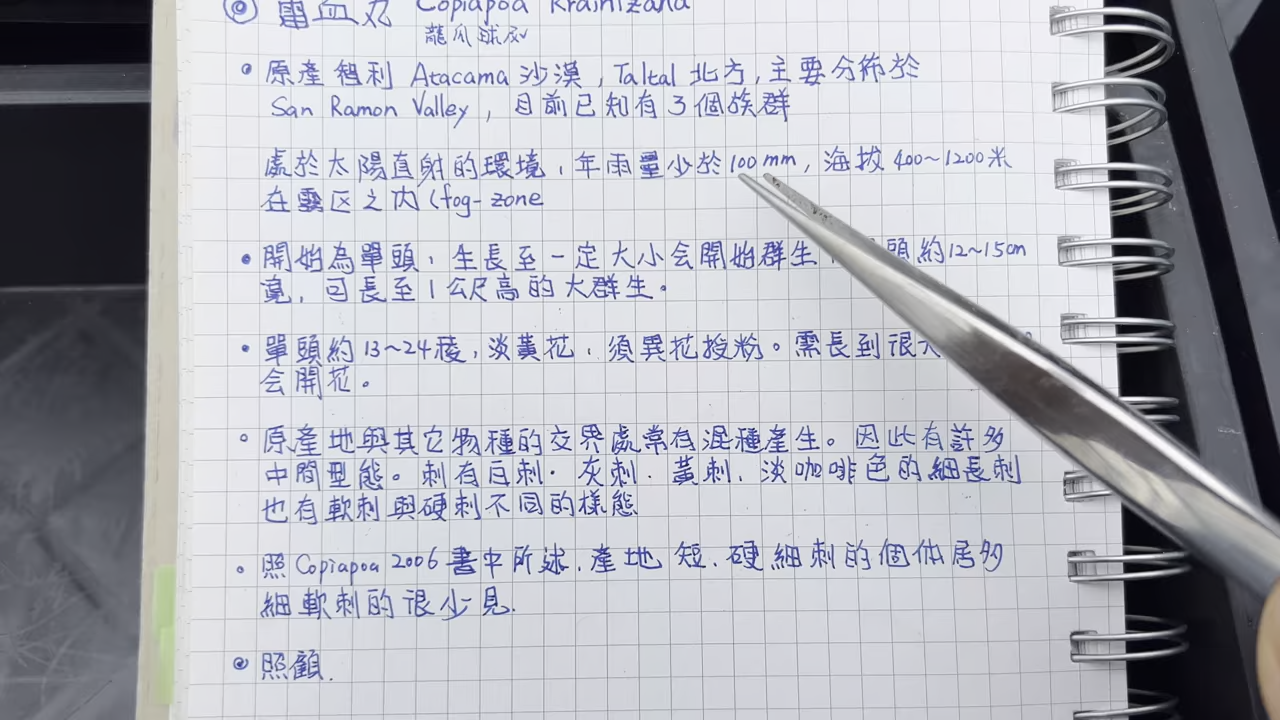 雷血丸 Copiapoa krainziana
龍爪球屬
原產智利 Atacama 沙漠，Taltal 北方，主要分佈於
San Ramon Valley，目前已知有 3 個族群
處於太陽直射的環境，年雨量少於100mm，海拔 400~1200米
在霧区之内 (fog-zone
開始為單頭，生長至一定大小会開始群生，頭約12~15cm
寬，可長至1公尺高的大群生。
單頭約13~24稜，淡黃花，須異花授粉。需長到很大
会開花。
原產地與其它物種的交界處常有混種產生。因此有許多
中間型態。刺有白刺．灰刺．黃刺．淡咖啡色的細長刺
也有軟刺與硬刺不同的樣態
照 Copiapoa 2006 書中所述．產地 短．硬細刺的個体居多
細軟刺的很少見.
照顧.